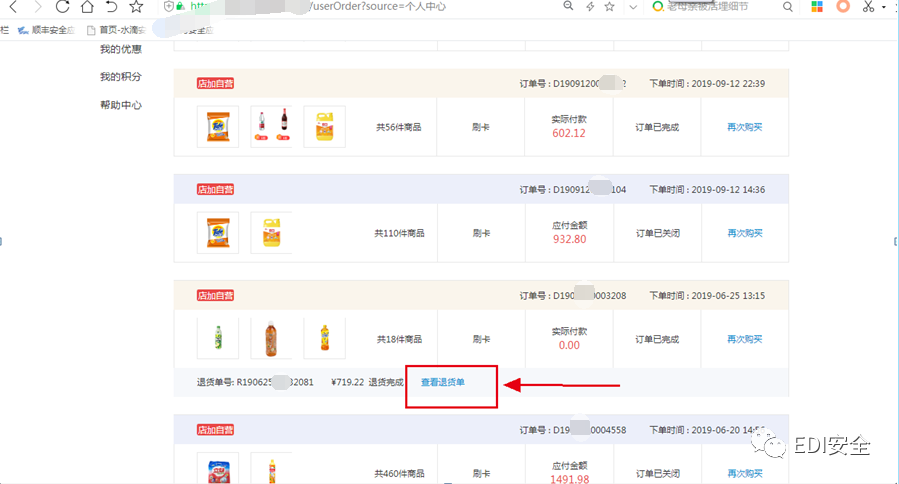 http /userOrder?source=个人中心 老母亲被活埋细节
栏 顺丰安全应 首页-水滴安 安全应
我的优惠
我的积分
帮助中心
店加自营 订单号 : D1909120 2 下单时间 : 2019-09-12 22:39
共56件商品 刷卡 实际付款 602.12 订单已完成 再次购买
店加自营 订单号 : D190912 104 下单时间 : 2019-09-12 14:36
共110件商品 刷卡 应付金额 932.80 订单已关闭 再次购买
店加自营 订单号 : D190 0003208 下单时间 : 2019-06-25 13:15
共18件商品 刷卡 实际付款 0.00 订单已完成 再次购买
退货单号: R190625 32081 ¥719.22 退货完成 查看退货单
店加自营 订单号 : D19 0004558 下单时间 : 2019-06-20 14:
共460件商品 刷卡 应付金额 1491.98 订单已关闭 再次购买
EDI安全